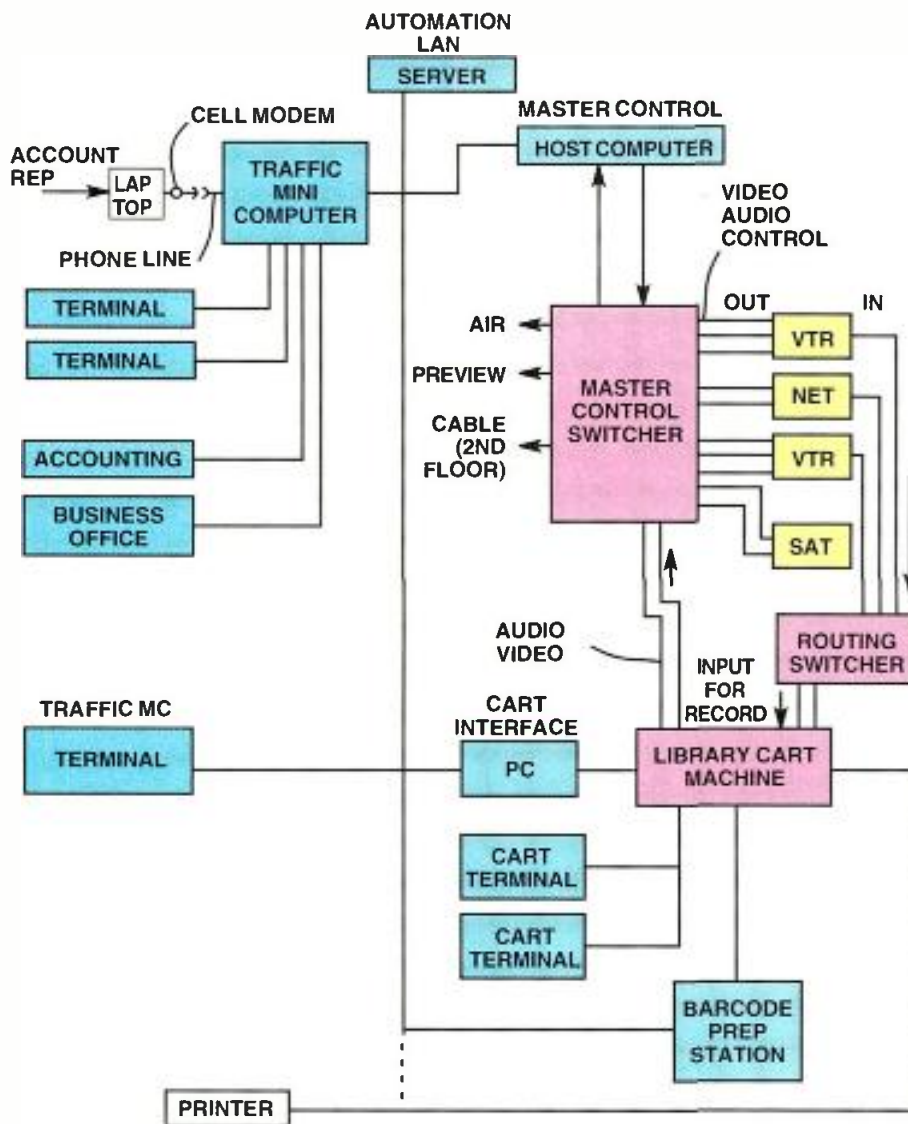 AUTOMATION
LAN
SERVER
CELL MODEM
MASTER CONTROL
HOST COMPUTER
ACCOUNT
REP
LAP
TOP
TRAFFIC
MINI
COMPUTER
PHONE LINE
VIDEO
AUDIO
CONTROL
TERMINAL
TERMINAL
ACCOUNTING
BUSINESS
OFFICE
AIR
PREVIEW
CABLE
(2ND
FLOOR)
MASTER
CONTROL
SWITCHER
OUT
IN
VTR
NET
VTR
SAT
ROUTING
SWITCHER
AUDIO
VIDEO
INPUT
FOR
RECORD
TRAFFIC MC
TERMINAL
CART
INTERFACE
PC
LIBRARY CART
MACHINE
CART
TERMINAL
CART
TERMINAL
BARCODE
PREP
STATION
PRINTER